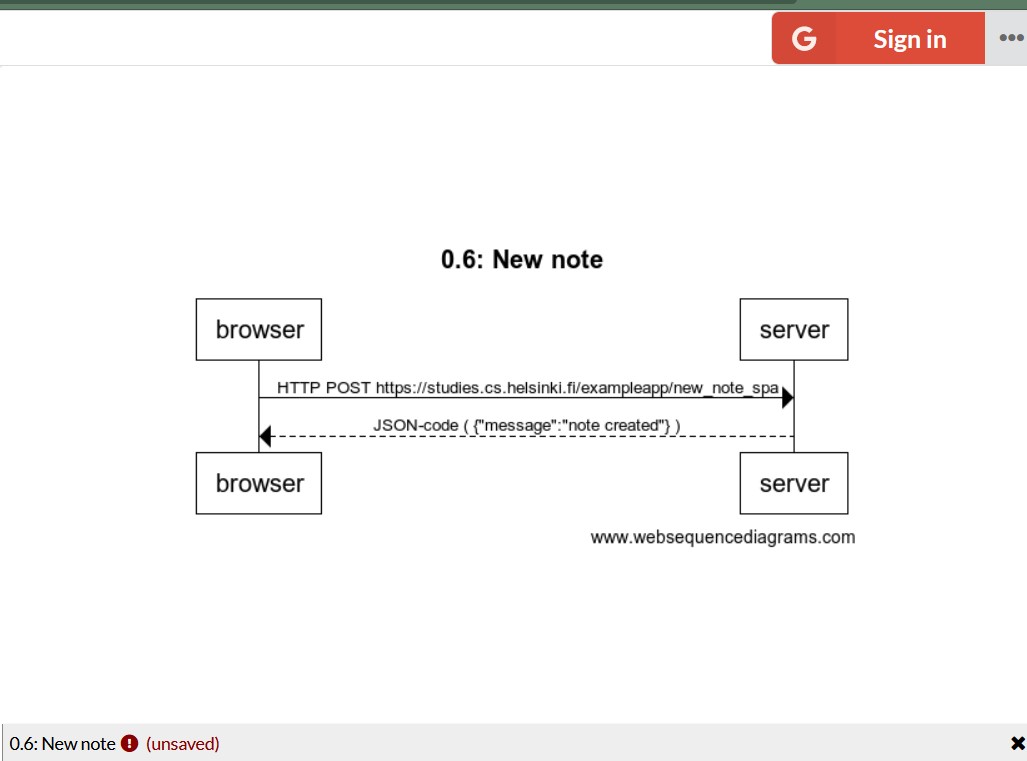 G Sign in
0.6: New note
browser server
HTTP POST https://studies.cs.helsinki.fi/exampleapp/new_note_spa
JSON-code ( {"message":"note created"} )
browser server
www.websequencediagrams.com
0.6: New note ! (unsaved)